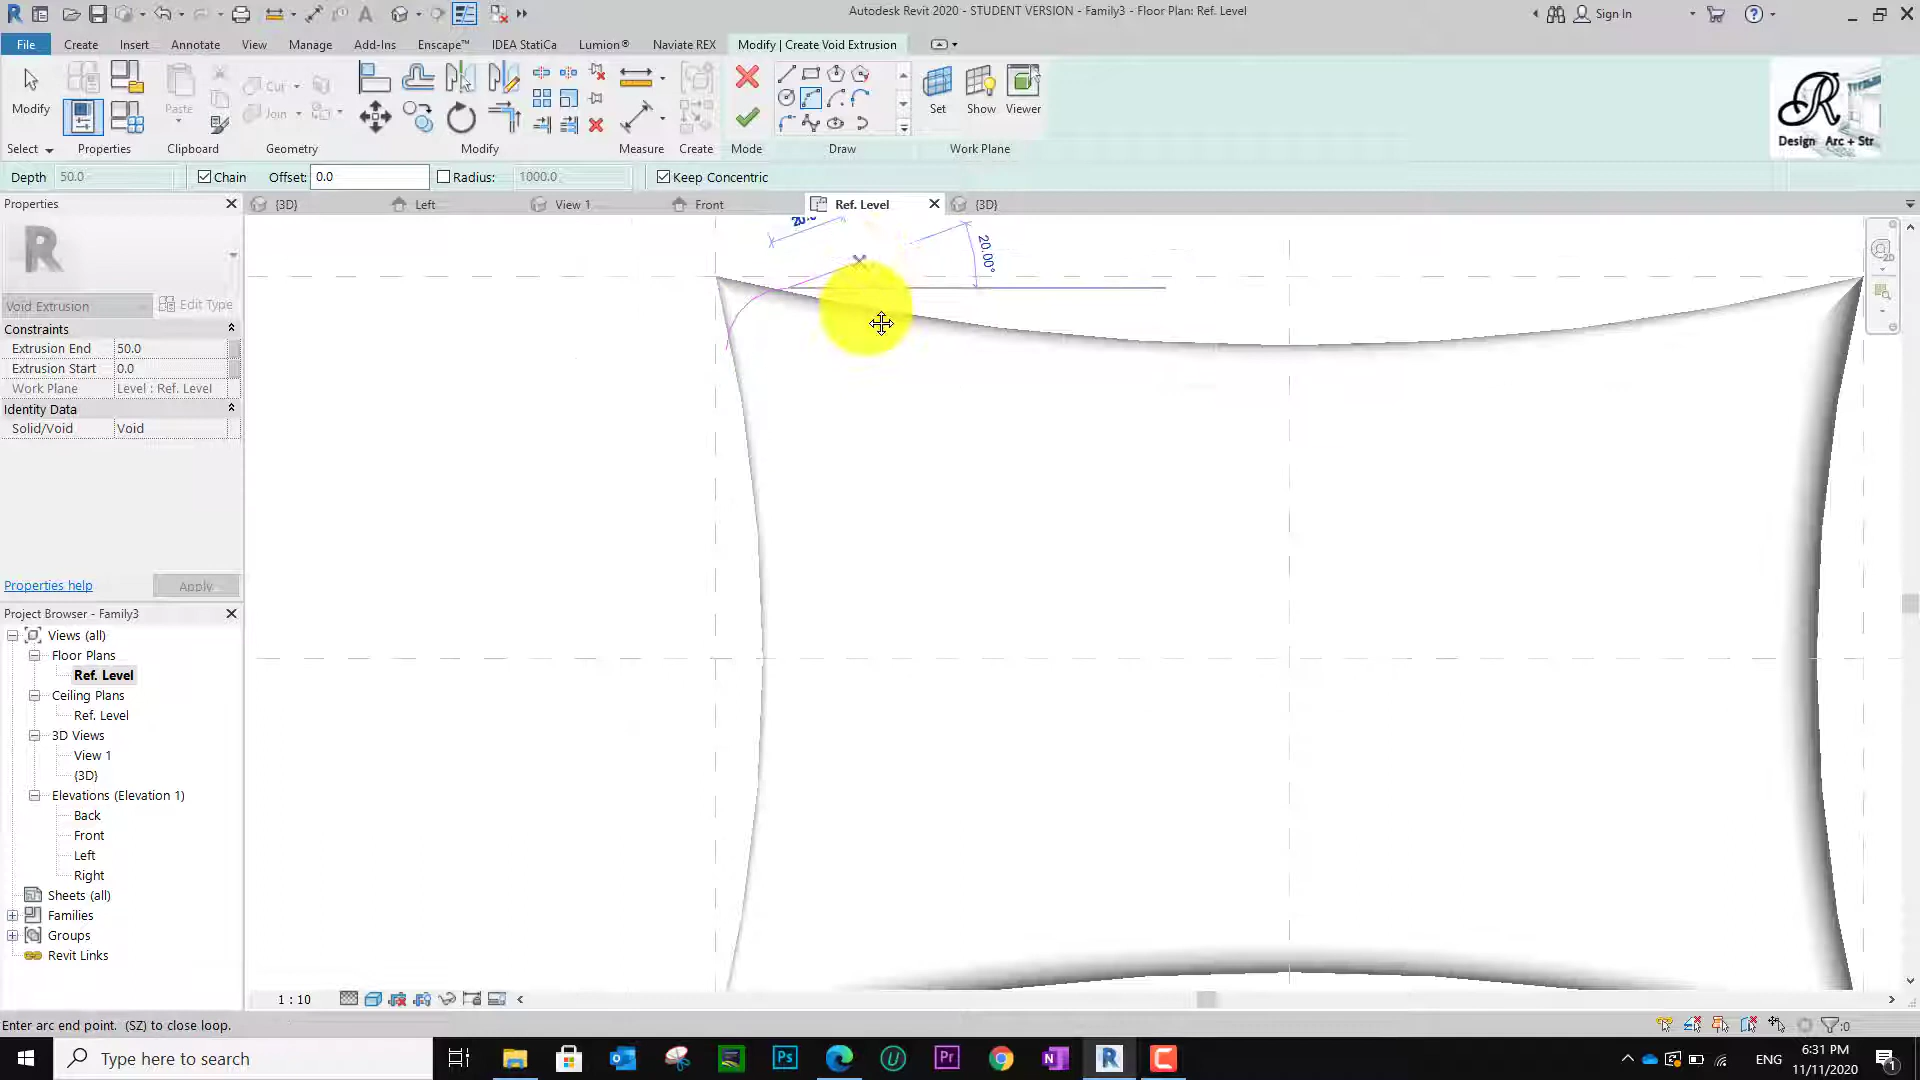 Autodesk Revit 2020 - STUDENT VERSION - Family3 - Floor Plan: Ref. Level
Sign In
File Create Insert Annotate View Manage Add-Ins Enscape™ IDEA StatiCa Lumion® Naviate REX Modify | Create Void Extrusion
Modify Paste Cut Join Set Show Viewer
Select Properties Clipboard Geometry Modify Measure Create Mode Draw Work Plane
R
Design Arc + Str
Depth 50.0 Chain Offset: 0.0 Radius: 1000.0 Keep Concentric
Properties
{3D} Left View 1 Front Ref. Level {3D}
20.00°
2D
R
Void Extrusion Edit Type
Constraints
Extrusion End 50.0
Extrusion Start 0.0
Work Plane Level : Ref. Level
Identity Data
Solid/Void Void
Properties help Apply
Project Browser - Family3
Views (all)
Floor Plans
Ref. Level
Ceiling Plans
Ref. Level
3D Views
View 1
{3D}
Elevations (Elevation 1)
Back
Front
Left
Right
Sheets (all)
Families
Groups
Revit Links
1 : 10
Enter arc end point. (SZ) to close loop.
:0
Type here to search
ENG
6:31 PM
11/11/2020
1